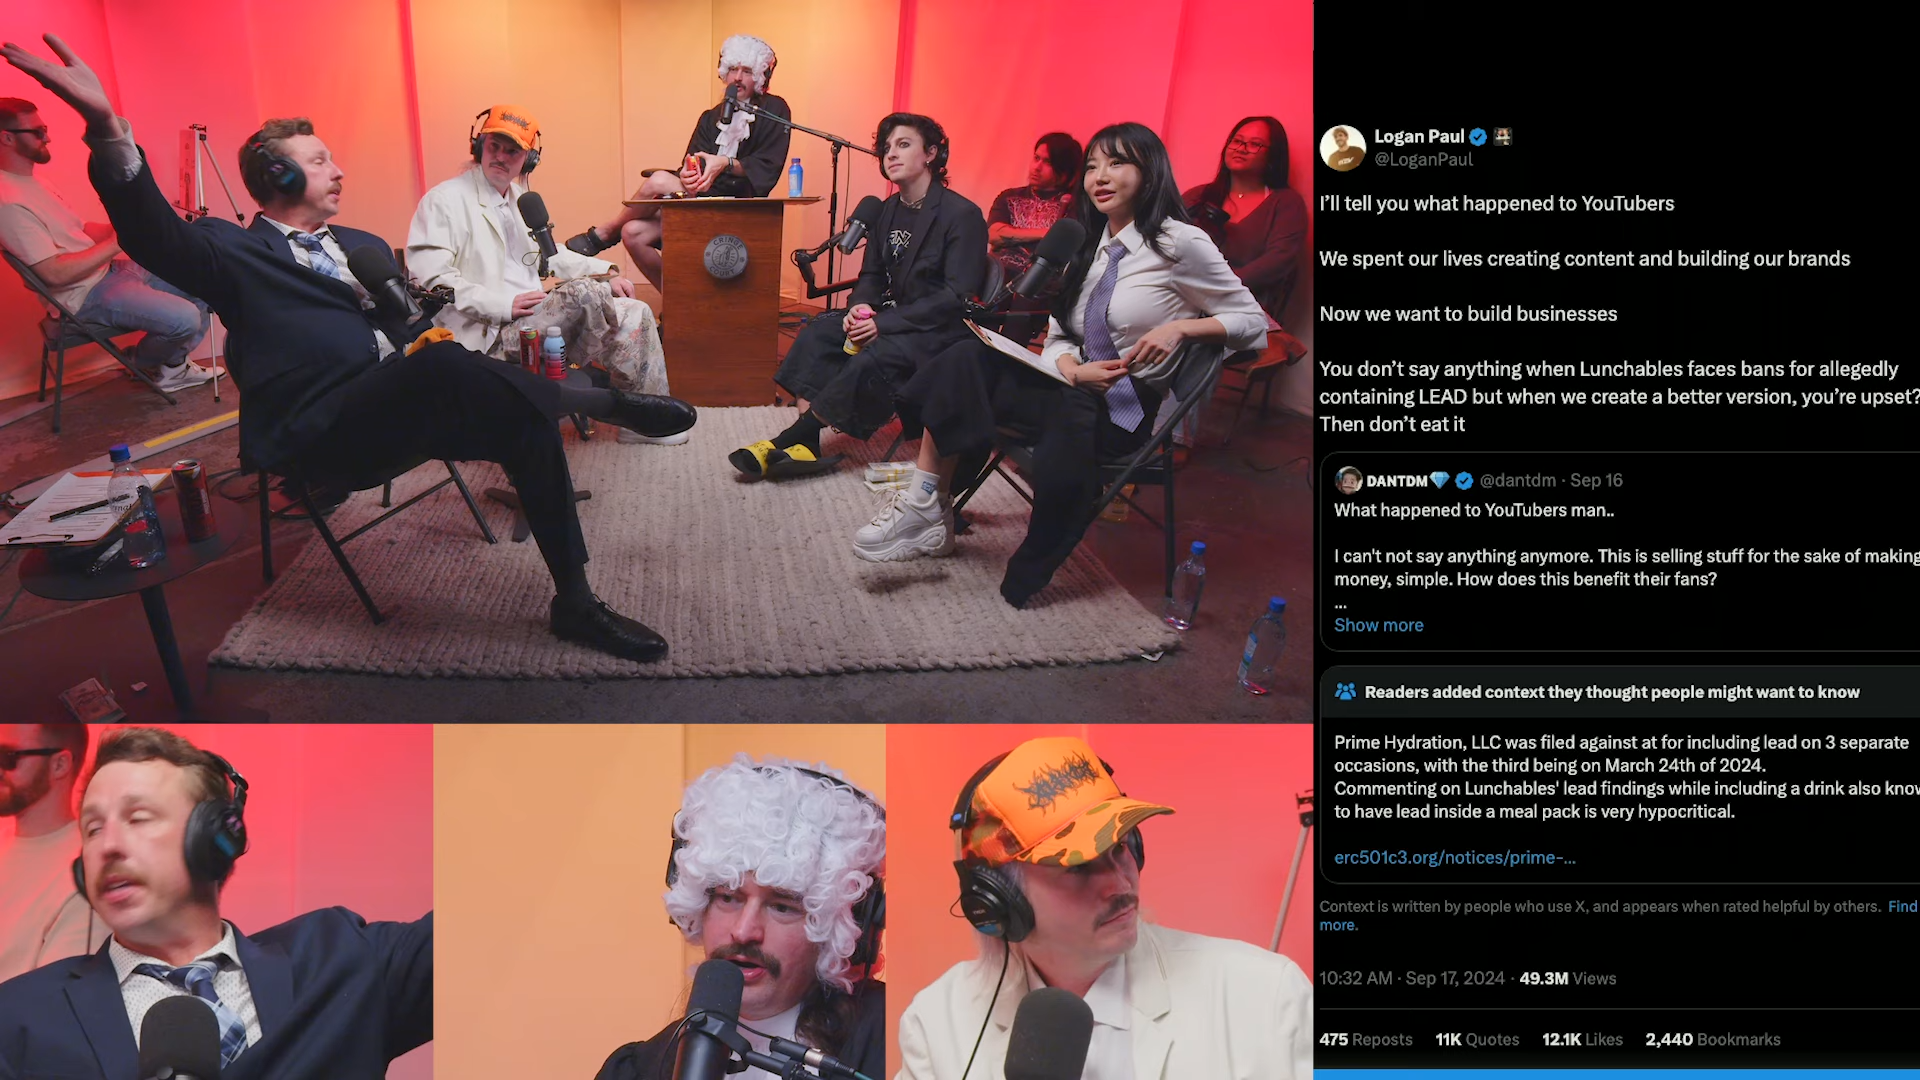 CRINGE
COURT
Logan Paul
@LoganPaul
I'll tell you what happened to YouTubers
We spent our lives creating content and building our brands
Now we want to build businesses
You don't say anything when Lunchables faces bans for allegedly
containing LEAD but when we create a better version, you're upset?
Then don't eat it
DANTDM @dantdm · Sep 16
What happened to YouTubers man..
I can't not say anything anymore. This is selling stuff for the sake of making
money, simple. How does this benefit their fans?
...
Show more
Readers added context they thought people might want to know
Prime Hydration, LLC was filed against at for including lead on 3 separate
occasions, with the third being on March 24th of 2024.
Commenting on Lunchables' lead findings while including a drink also know
to have lead inside a meal pack is very hypocritical.
erc501c3.org/notices/prime-...
Context is written by people who use X, and appears when rated helpful by others. Find
more.
10:32 AM · Sep 17, 2024 · 49.3M Views
475 Reposts 11K Quotes 12.1K Likes 2,440 Bookmarks